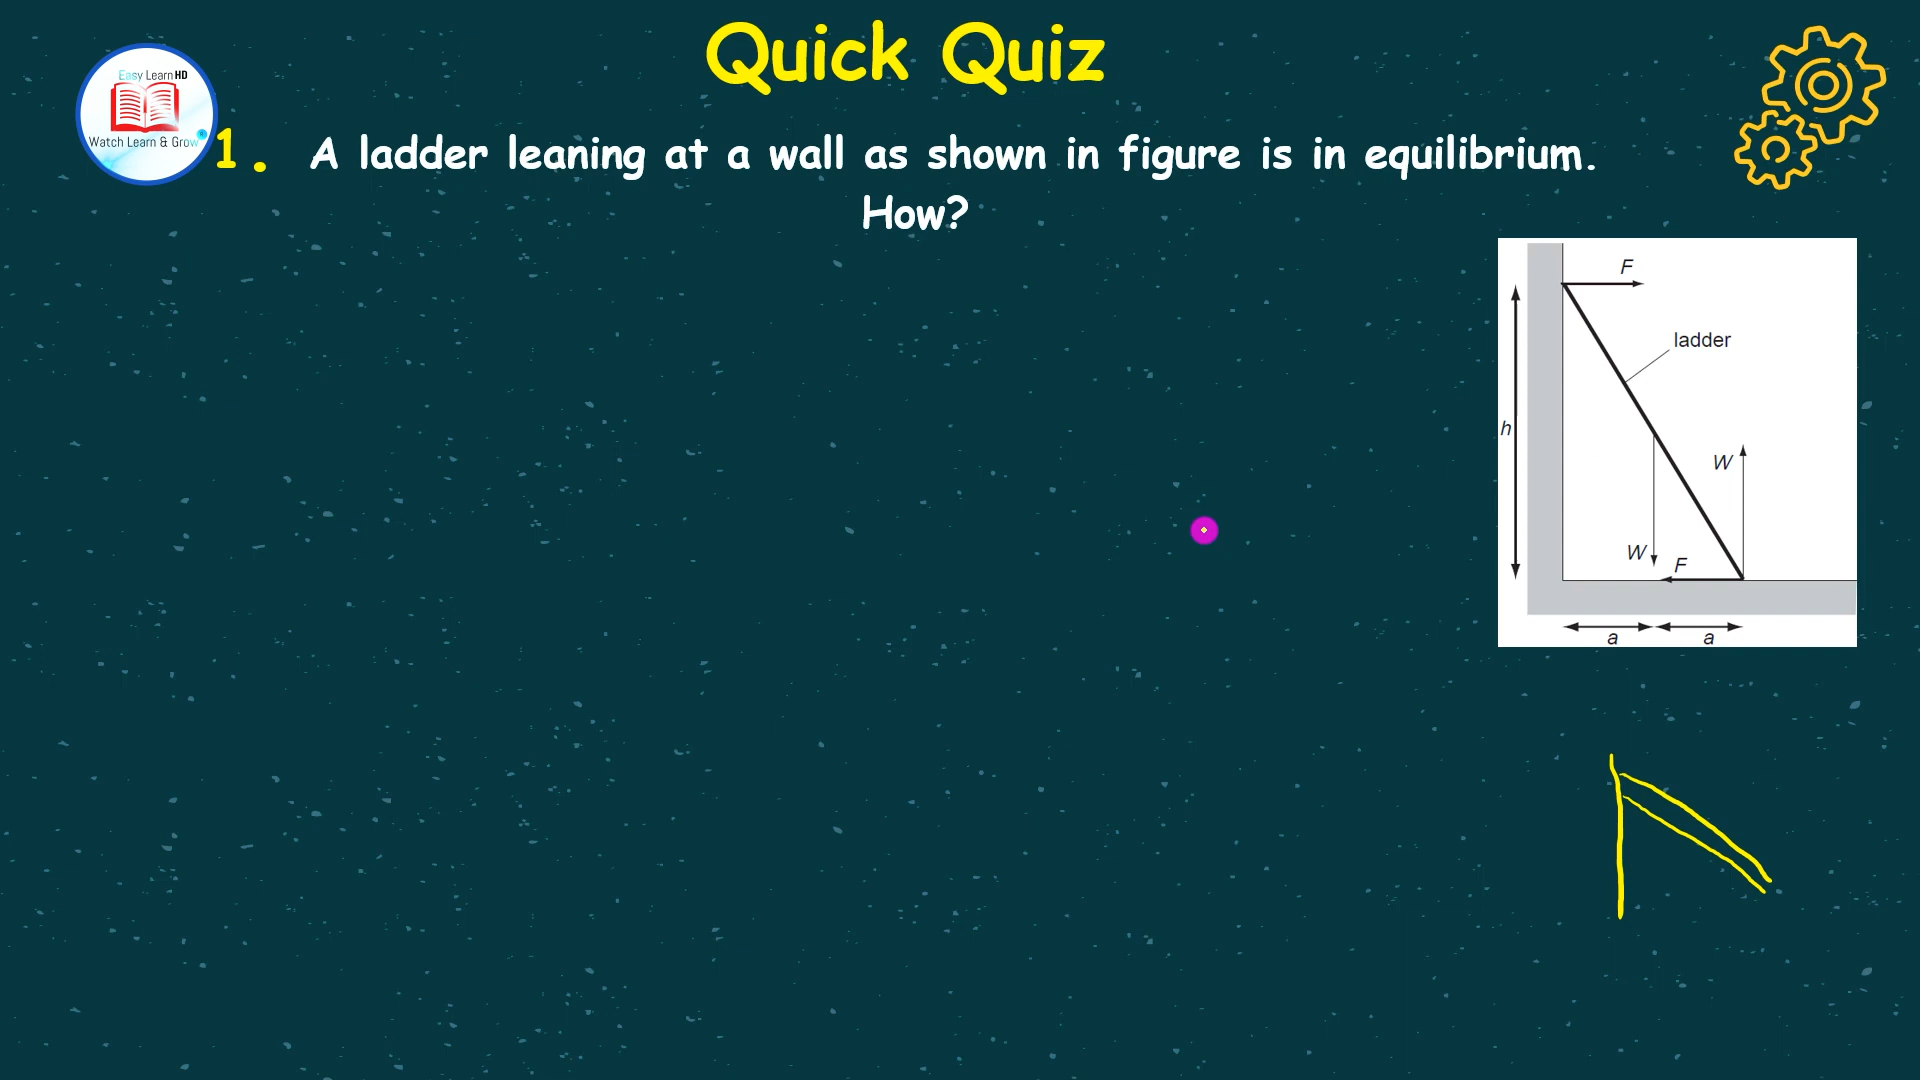 Quick Quiz
Easy Learn HD
Watch Learn & Grow
1. A ladder leaning at a wall as shown in figure is in equilibrium.
How?
F
ladder
h
W
W
F
a
a